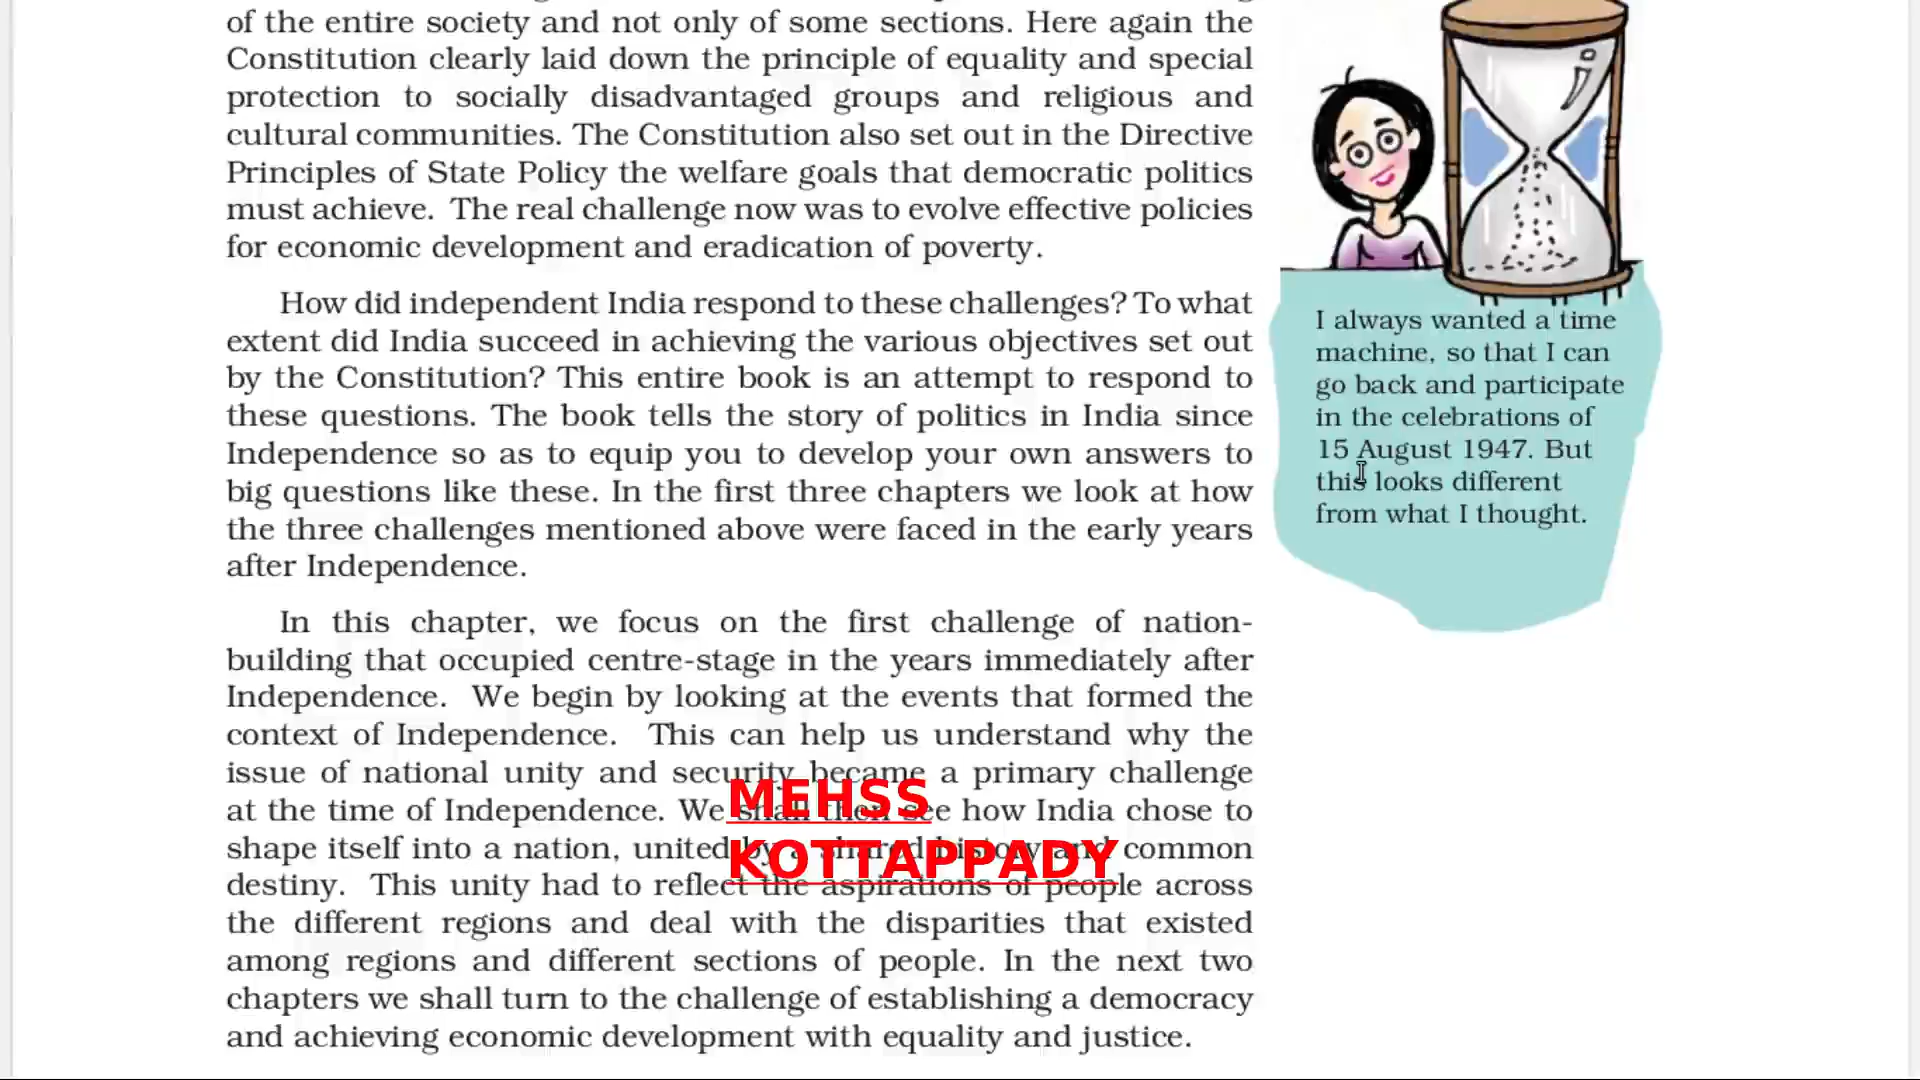 of the entire society and not only of some sections. Here again the
Constitution clearly laid down the principle of equality and special
protection to socially disadvantaged groups and religious and
cultural communities. The Constitution also set out in the Directive
Principles of State Policy the welfare goals that democratic politics
must achieve. The real challenge now was to evolve effective policies
for economic development and eradication of poverty.
How did independent India respond to these challenges? To what
extent did India succeed in achieving the various objectives set out
by the Constitution? This entire book is an attempt to respond to
these questions. The book tells the story of politics in India since
Independence so as to equip you to develop your own answers to
big questions like these. In the first three chapters we look at how
the three challenges mentioned above were faced in the early years
after Independence.
In this chapter, we focus on the first challenge of nation-
building that occupied centre-stage in the years immediately after
Independence. We begin by looking at the events that formed the
context of Independence. This can help us understand why the
issue of national unity and security became a primary challenge
at the time of Independence. We shall then see how India chose to
shape itself into a nation, united by a shared history and common
destiny. This unity had to reflect the aspirations of people across
the different regions and deal with the disparities that existed
among regions and different sections of people. In the next two
chapters we shall turn to the challenge of establishing a democracy
and achieving economic development with equality and justice.
I always wanted a time
machine, so that I can
go back and participate
in the celebrations of
15 August 1947. But
this looks different
from what I thought.
MEHSS
KOTTAPPADY